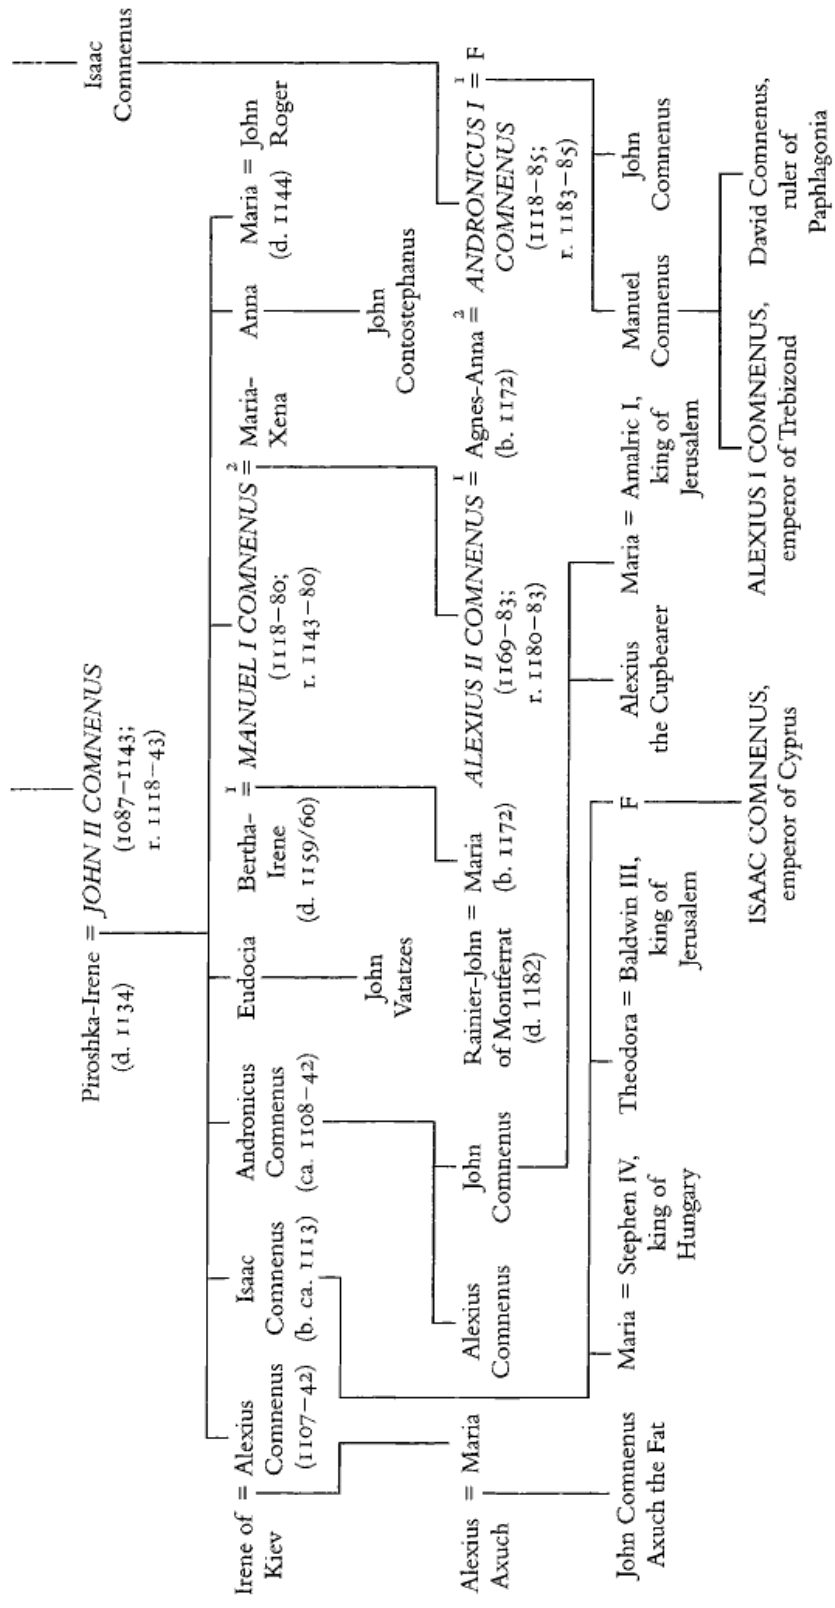 Piroshka-Irene = JOHN II COMNENUS
(d. 1134)
(1087–1143;
r. 1118–43)
Isaac
Comnenus
Irene of
Kiev
= Alexius
Comnenus
(1107–42)
Isaac
Comnenus
(b. ca. 1113)
Andronicus
Comnenus
(ca. 1108–42)
Eudocia
Bertha-
Irene
(d. 1159/60)
1
= MANUEL I COMNENUS =
2
(1118–80;
r. 1143–80)
Maria-
Xena
Anna
Maria = John
(d. 1144) Roger
John
Vatatzes
John
Contostephanus
Alexius = Maria
Axuch
Alexius
Comnenus
John
Comnenus
Rainier-John = Maria
of Montferrat (b. 1172)
(d. 1182)
ALEXIUS II COMNENUS =
1
(1169–83;
r. 1180–83)
Agnes-Anna =
2
(b. 1172)
ANDRONICUS I
1
= F
COMNENUS
(1118–85;
r. 1183–85)
John Comnenus
Axuch the Fat
Maria = Stephen IV,
king of
Hungary
Theodora = Baldwin III,
king of
Jerusalem
F
Alexius
the Cupbearer
Maria = Amalric I,
king of
Jerusalem
Manuel
Comnenus
John
Comnenus
ISAAC COMNENUS,
emperor of Cyprus
ALEXIUS I COMNENUS,
emperor of Trebizond
David Comnenus,
ruler of
Paphlagonia